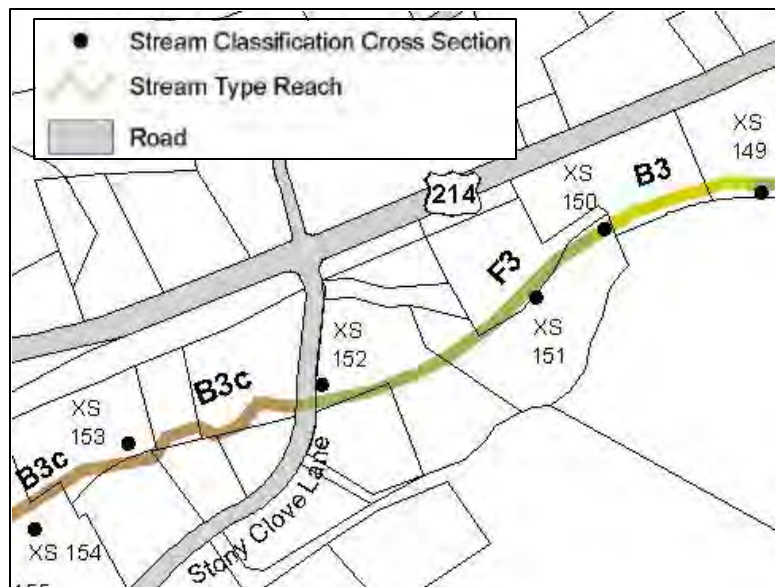 Stream Classification Cross Section
Stream Type Reach
Road
XS
149
XS
150
B3
214
F3
XS
151
XS
152
B3c
XS
153
B3c
Stony Clove Lane
XS 154